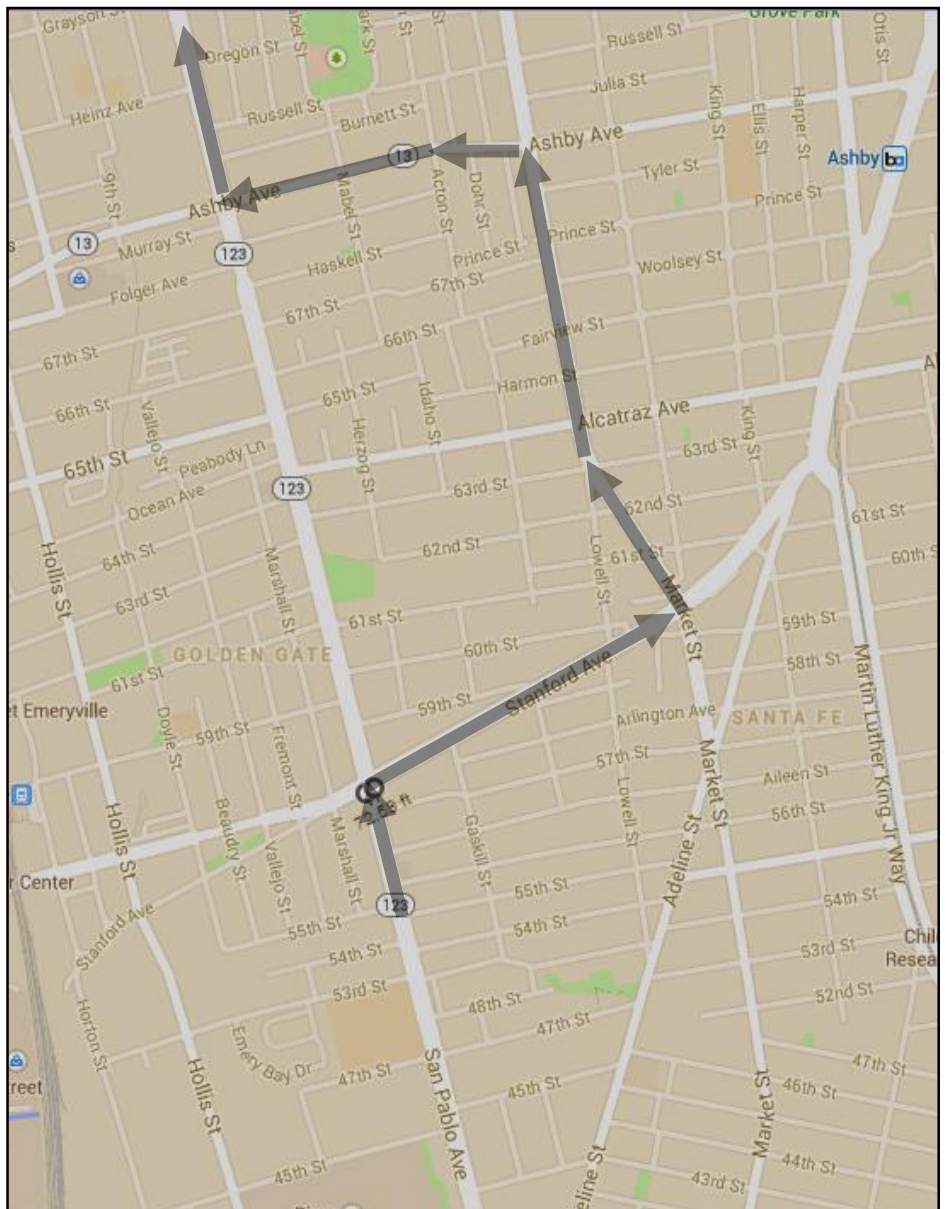 Grayson St
Oregon St
Russell St
Otis St
Julia St
Heinz Ave
Russell St
Burnett St
King St
Ellis St
Harper St
Ashby Ave
13
Ashby
9th St
Mabel St
Acton St
Dohr St
Tyler St
Prince St
Ashby Ave
13
Murray St
123
Haskell St
Prince St
Prince St
Woolsey St
Folger Ave
67th St
67th St
66th St
Fairview St
67th St
65th St
Idaho St
Harmon St
Alcatraz Ave
66th St
Vallejo St
Herzog St
King St
63rd St
65th St
Peabody Ln
123
Ocean Ave
63rd St
62nd St
61st St
64th St
62nd St
61st St
60th St
Hollis St
Marshall St
Lowell St
Market St
63rd St
61st St
59th St
60th St
GOLDEN GATE
58th St
61st St
Stanford Ave
Martin Luther King Jr Way
et Emeryville
Doyle St
59th St
59th St
Arlington Ave
SANTA FE
Fremont St
57th St
Market St
Aileen St
Hollis St
Beaudry St
Vallejo St
Marshall St
Gaskill St
Lowell St
56th St
Adeline St
r Center
123
55th St
54th St
Stanford Ave
55th St
54th St
53rd St
54th St
Chil
Resea
53rd St
52nd St
48th St
47th St
Horton St
Emery Bay Dr
47th St
47th St
46th St
reet
Hollis St
San Pablo Ave
45th St
Market St
45th St
44th St
43rd St
eline St